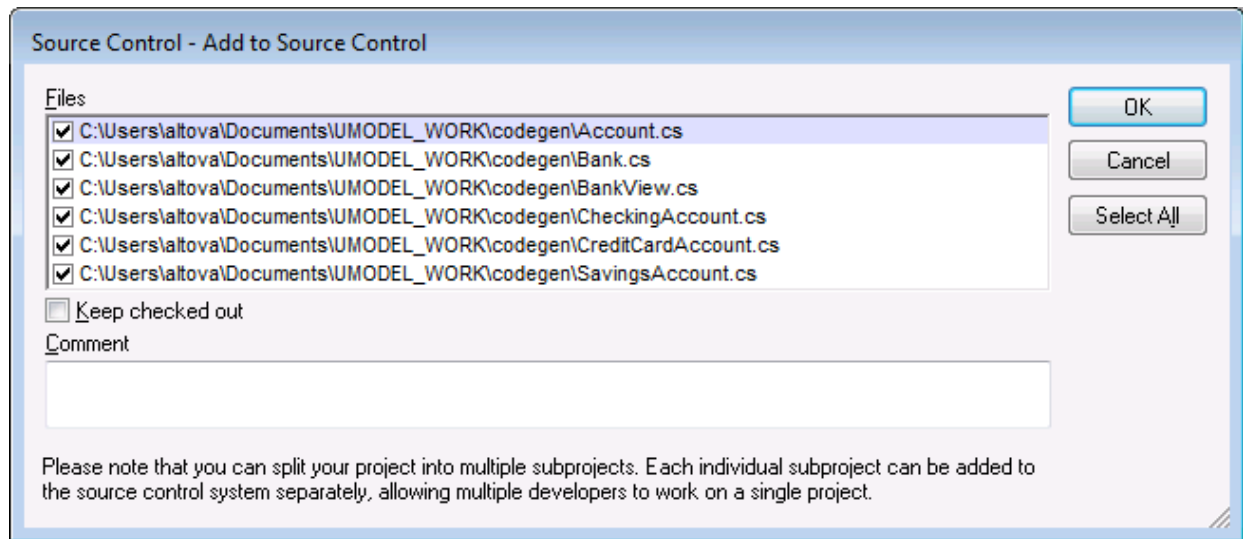 Source Control - Add to Source Control
Files
OK
C:\Users\altova\Documents\UMODEL_WORK\codegen\Account.cs
C:\Users\altova\Documents\UMODEL_WORK\codegen\Bank.cs
Cancel
C:\Users\altova\Documents\UMODEL_WORK\codegen\BankView.cs
C:\Users\altova\Documents\UMODEL_WORK\codegen\CheckingAccount.cs
Select All
C:\Users\altova\Documents\UMODEL_WORK\codegen\CreditCardAccount.cs
C:\Users\altova\Documents\UMODEL_WORK\codegen\SavingsAccount.cs
Keep checked out
Comment
Please note that you can split your project into multiple subprojects. Each individual subproject can be added to
the source control system separately, allowing multiple developers to work on a single project.